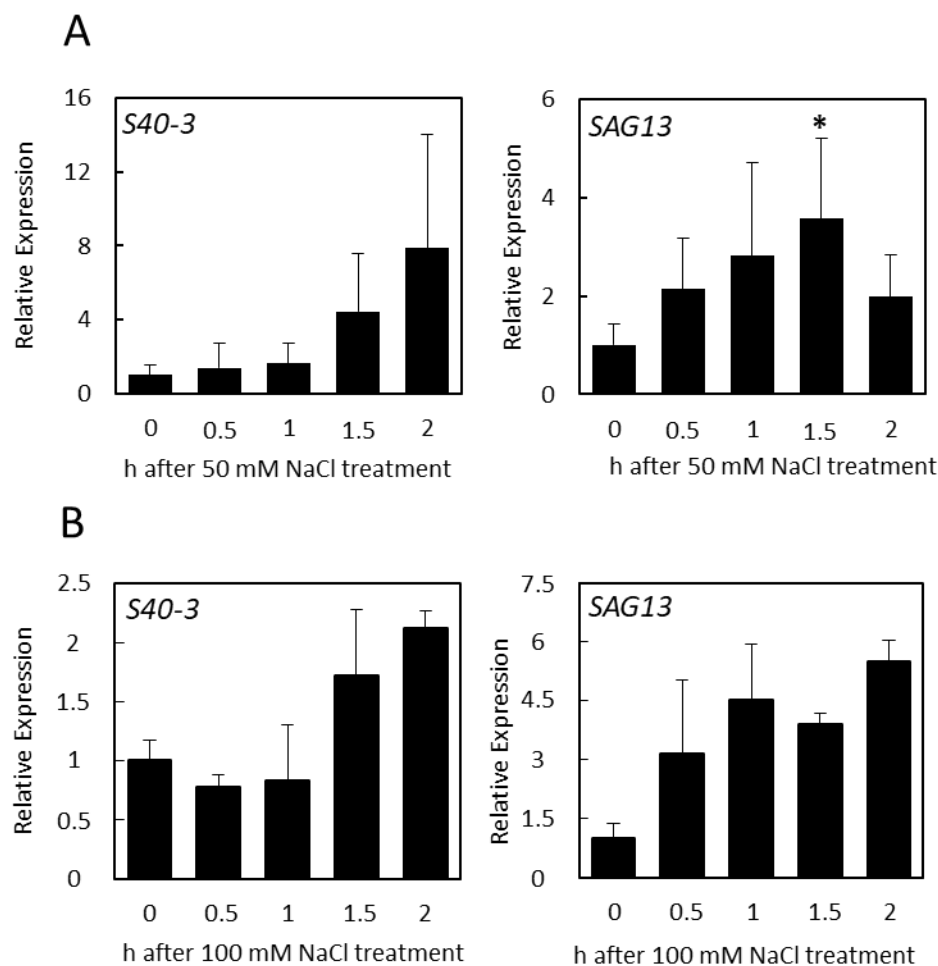 A
S40-3
Relative Expression
16
12
8
4
0
0 0.5 1 1.5 2
h after 50 mM NaCl treatment
SAG13
*
Relative Expression
6
4
2
0
0 0.5 1 1.5 2
h after 50 mM NaCl treatment
B
S40-3
Relative Expression
2.5
2
1.5
1
0.5
0
0 0.5 1 1.5 2
h after 100 mM NaCl treatment
SAG13
Relative Expression
7.5
6
4.5
3
1.5
0
0 0.5 1 1.5 2
h after 100 mM NaCl treatment